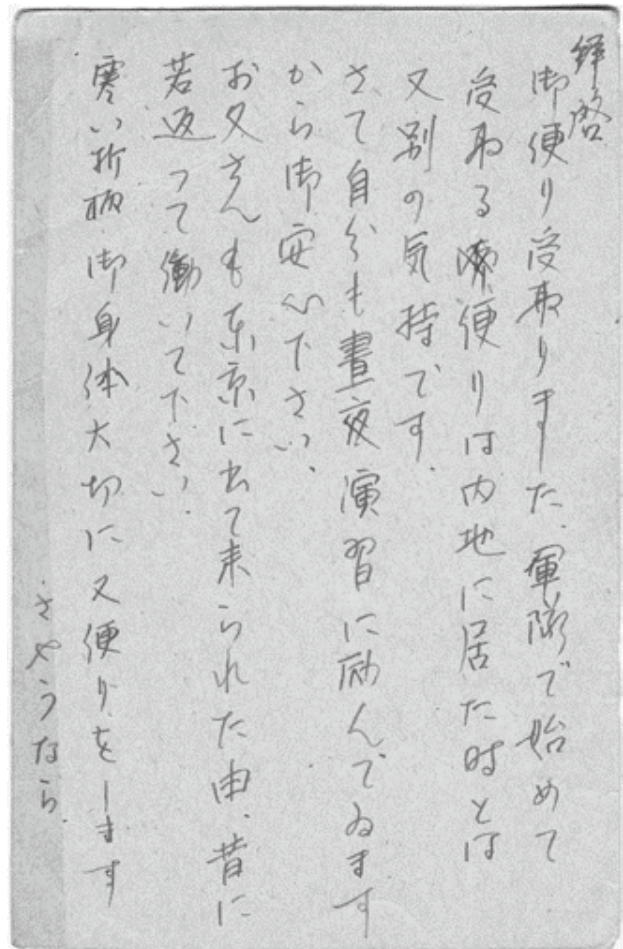 拝啓
御便り受取りました、軍隊で始めて
受取る便りは内地に居た時とは
又別の気持です、
さて自分も晝夜演習に励んでゐます
から御安心下さい、
お父さんも東京に出て来られた由、昔に
若返って働いて下さい、
寒い折柄御身体大切に又便りをします
さやうなら